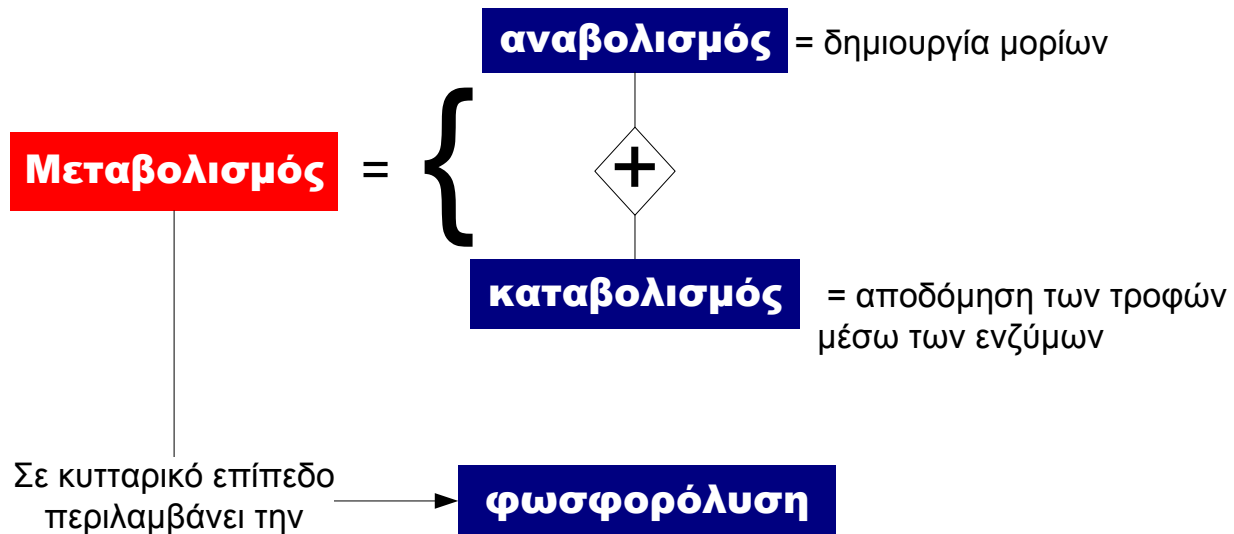 αναβολισμός = δημιουργία μορίων
Μεταβολισμός = {
+
καταβολισμός = αποδόμηση των τροφών
μέσω των ενζύμων
Σε κυτταρικό επίπεδο
περιλαμβάνει την
φωσφορόλυση